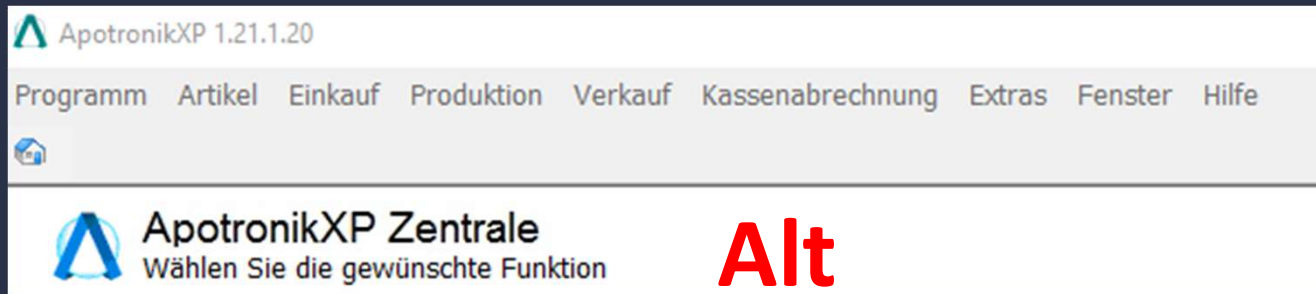 ApotronikXP 1.21.1.20
Programm Artikel Einkauf Produktion Verkauf Kassenabrechnung Extras Fenster Hilfe
ApotronikXP Zentrale
Wählen Sie die gewünschte Funktion
Alt